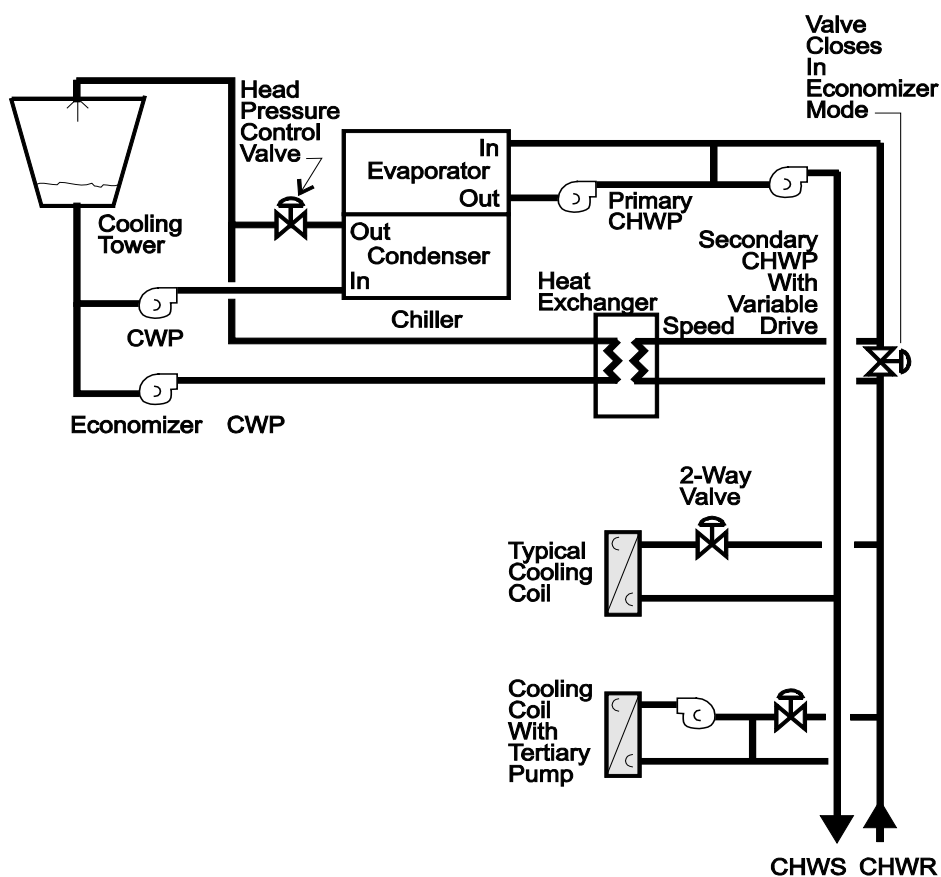 Valve
Closes
In
Economizer
Mode
Head
Pressure
Control
Valve
In
Evaporator
Out
Primary
CHWP
Cooling
Tower
Out
Condenser
In
Chiller
CWP
Economizer CWP
Heat
Exchanger
Secondary
CHWP
With
Variable
Speed Drive
2-Way
Valve
Typical
Cooling
Coil
Cooling
Coil
With
Tertiary
Pump
CHWS CHWR